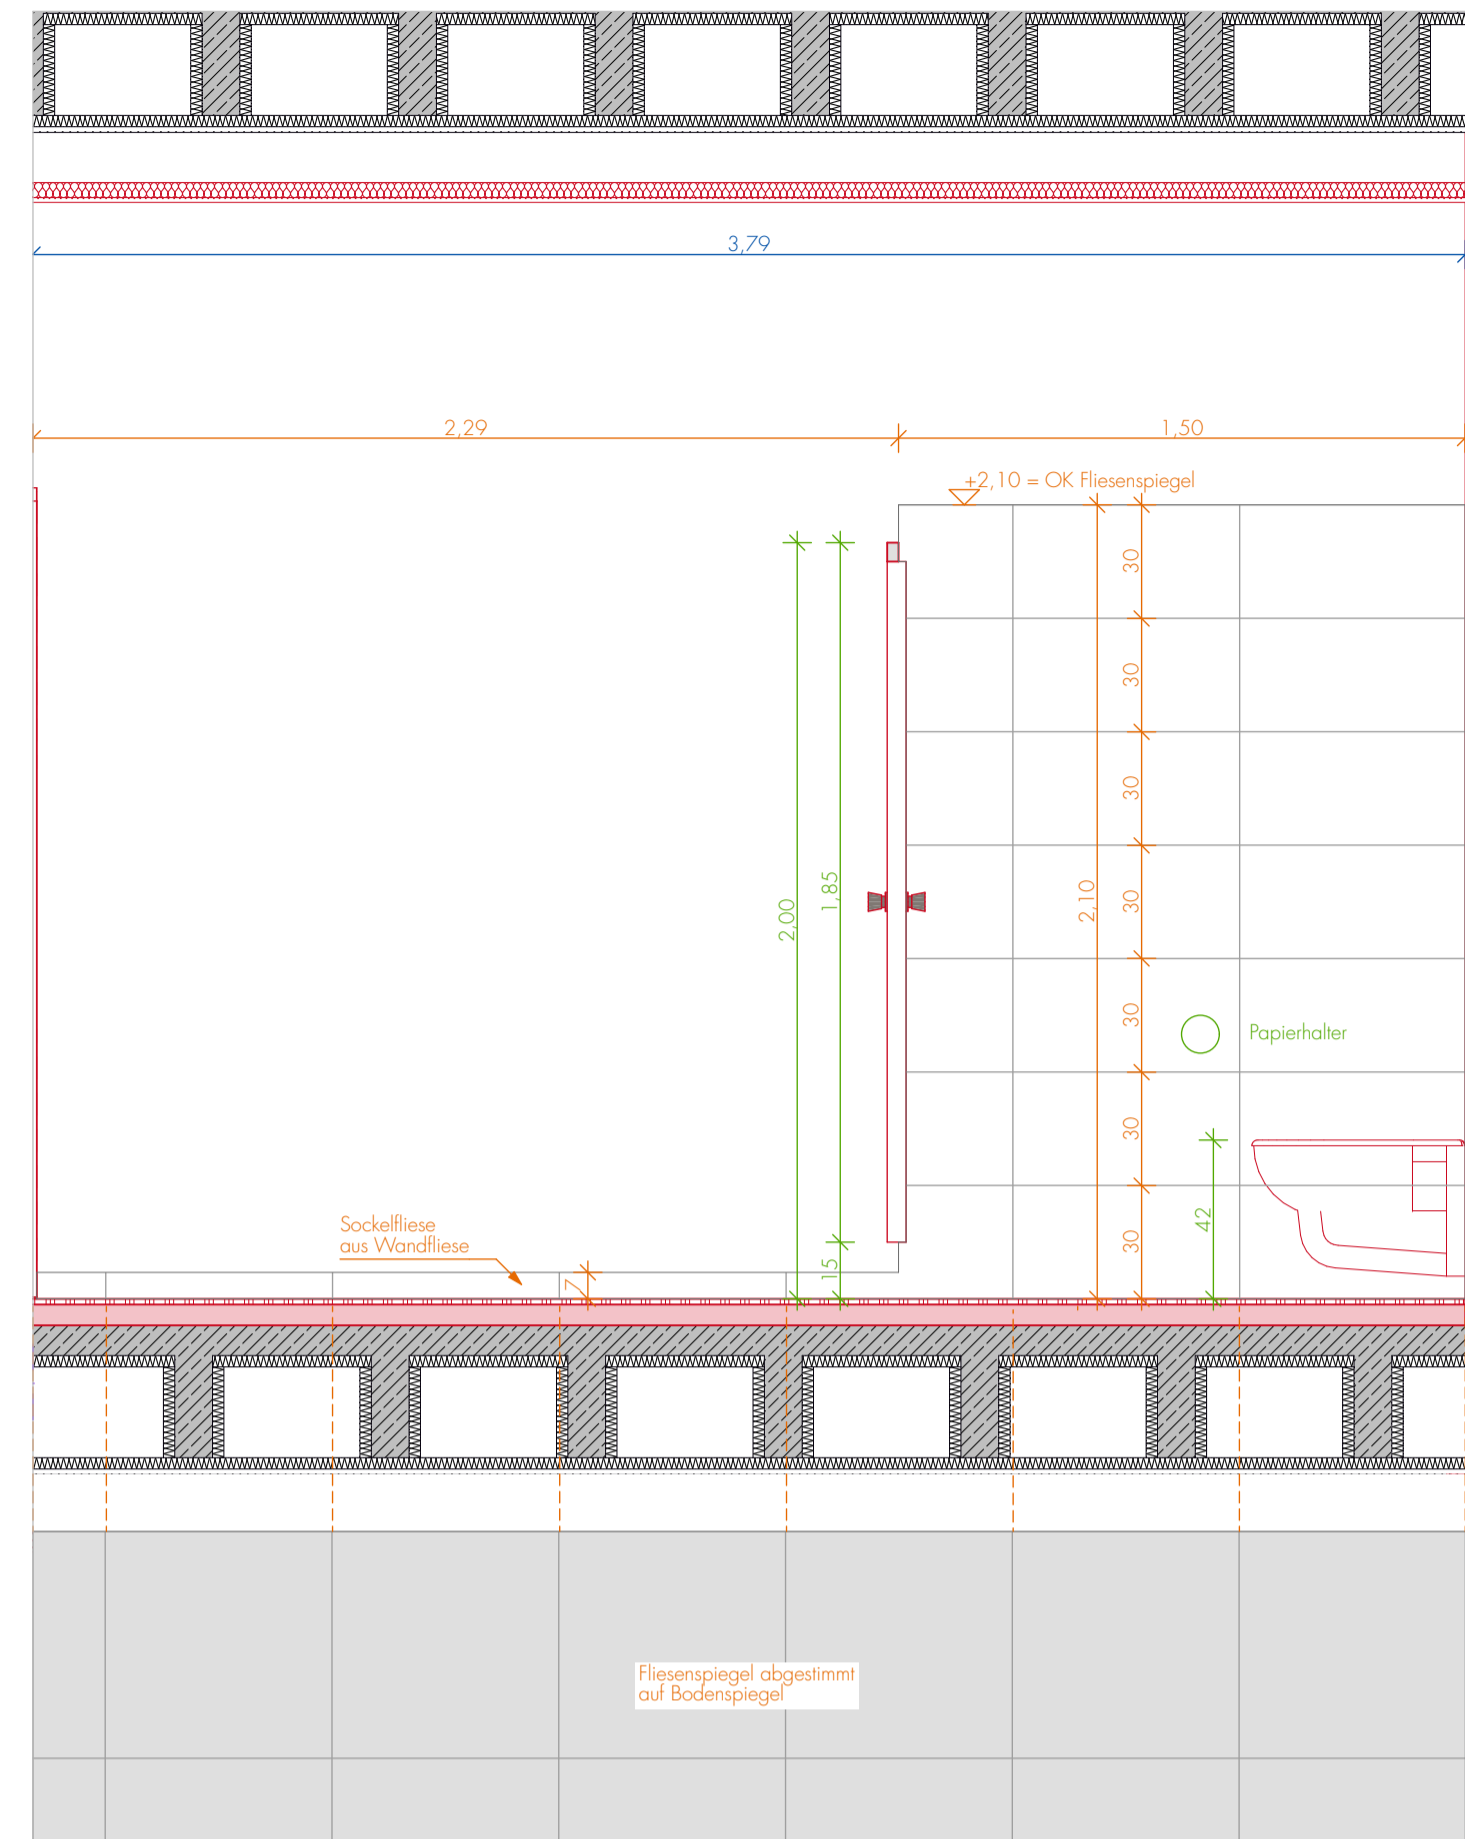 3,79
2,29
1,50
+2,10 = OK Fliesenspiegel
30
30
30
30
30
30
30
2,10
2,00
1,85
15
Papierhalter
42
Sockelfliese
aus Wandfliese
7
Fliesenspiegel abgestimmt
auf Bodenspiegel